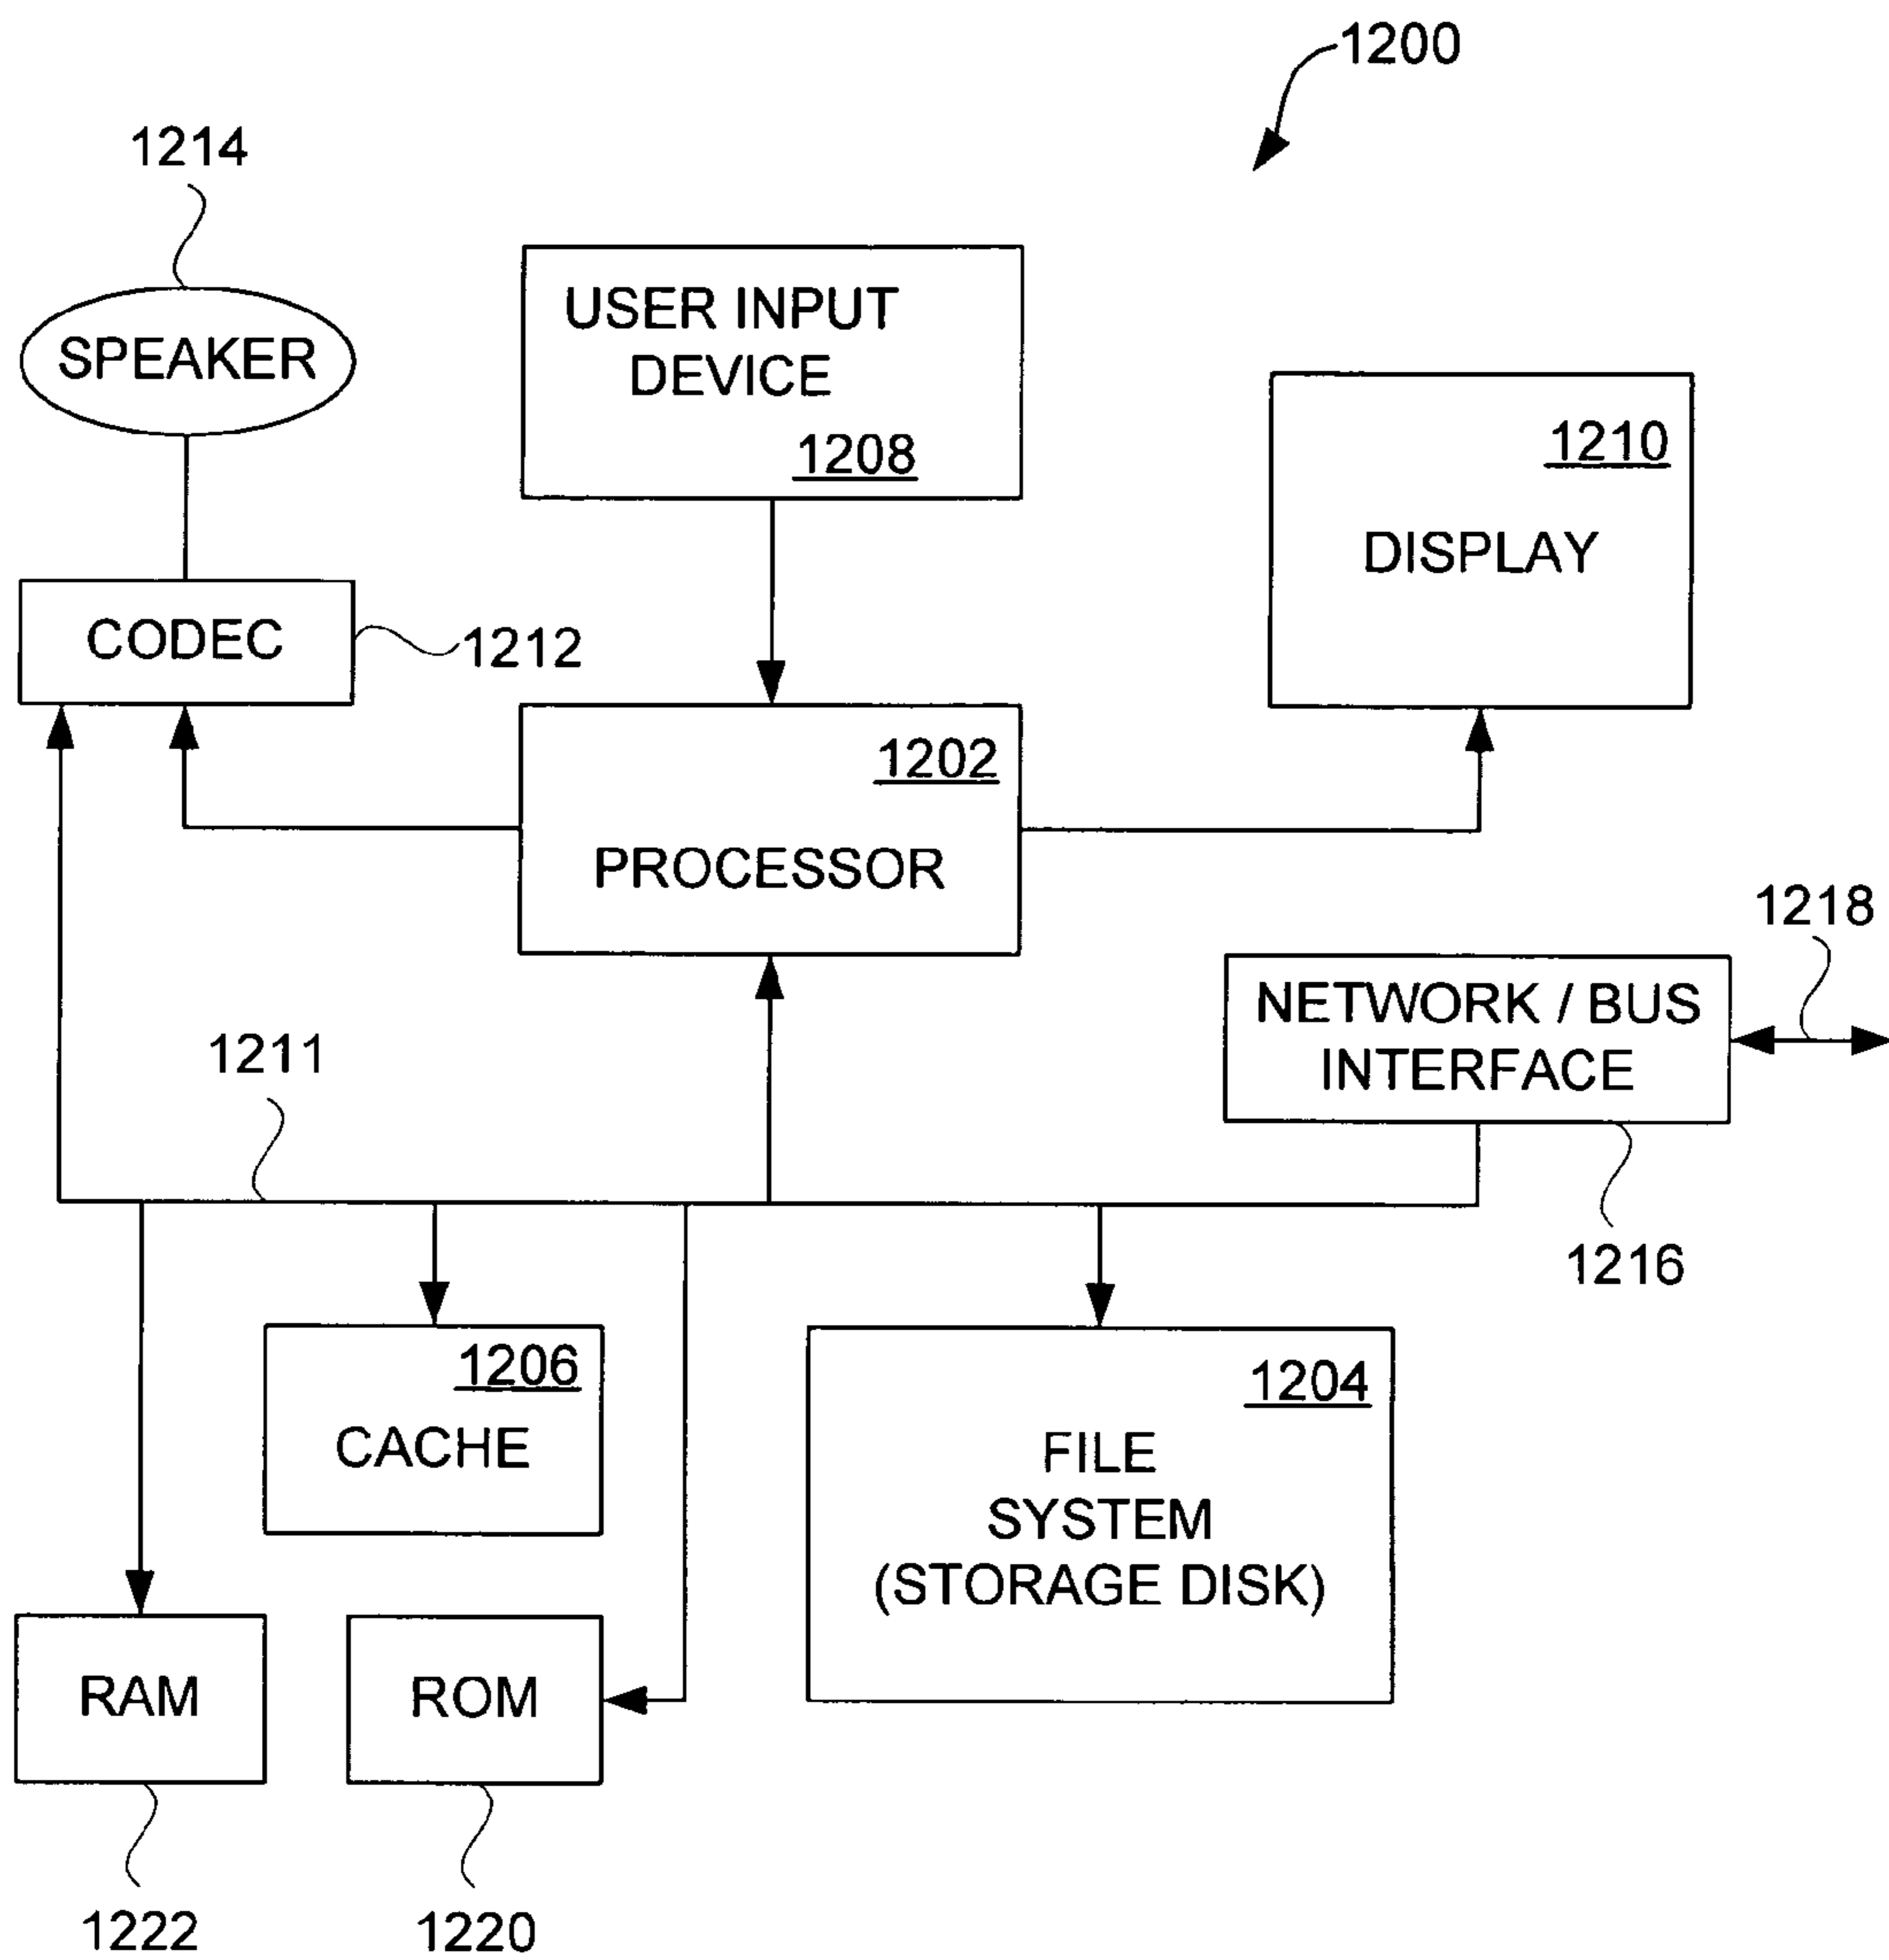 1200
1214
SPEAKER
USER INPUT
DEVICE
1208
1210
DISPLAY
CODEC
1212
1202
PROCESSOR
1218
NETWORK / BUS
INTERFACE
1211
1216
1206
CACHE
1204
FILE
SYSTEM
(STORAGE DISK)
RAM
ROM
1222
1220